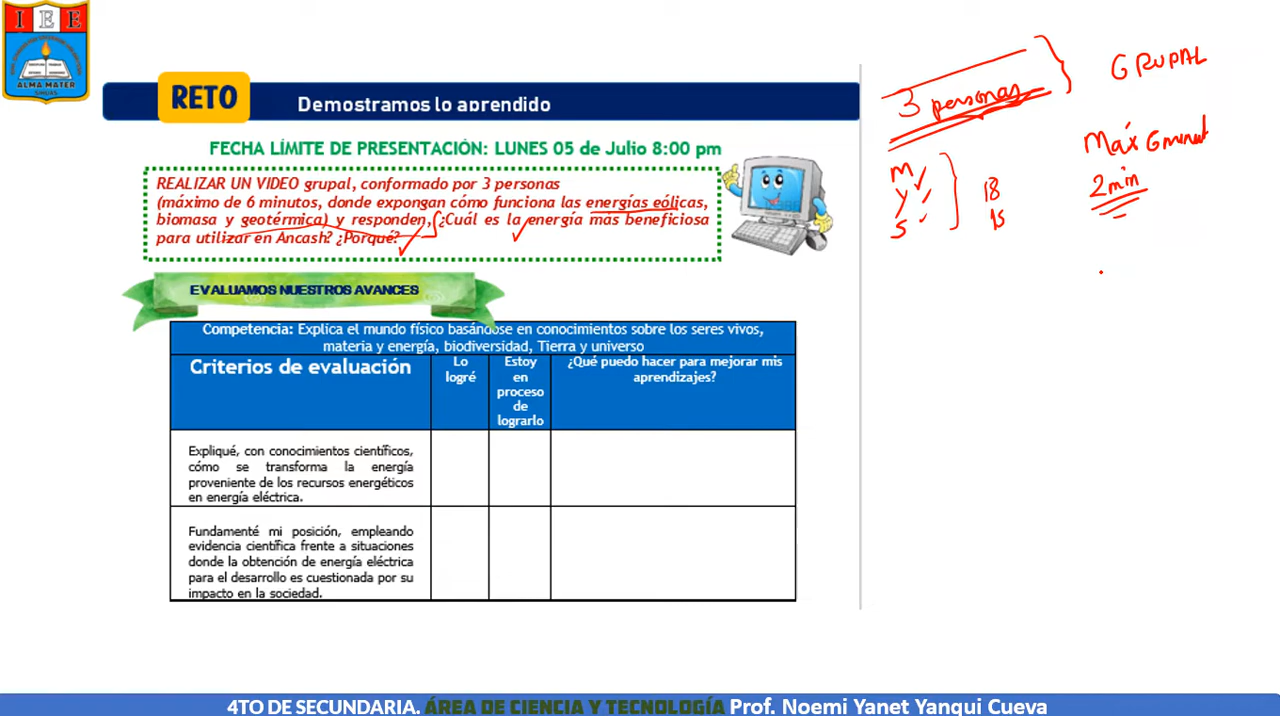 IEE
ALMA MATER
RETO
Demostramos lo aprendido
FECHA LÍMITE DE PRESENTACIÓN: LUNES 05 de Julio 8:00 pm
REALIZAR UN VIDEO grupal, conformado por 3 personas
(máximo de 6 minutos, donde expongan cómo funciona las energías eólicas,
biomasa y geotérmica) y responden, ¿Cuál es la energía más beneficiosa
para utilizar en Ancash? ¿Porqué?
3 personas
GRUPAL
Máx 6 minut
2 min
M
Y
S
18
15
EVALUAMOS NUESTROS AVANCES
Competencia: Explica el mundo físico basándose en conocimientos sobre los seres vivos,
materia y energía, biodiversidad, Tierra y universo
Criterios de evaluación
Lo
logré
Estoy
en
proceso
de
lograrlo
¿Qué puedo hacer para mejorar mis
aprendizajes?
Expliqué, con conocimientos científicos,
cómo se transforma la energía
proveniente de los recursos energéticos
en energía eléctrica.
Fundamenté mi posición, empleando
evidencia científica frente a situaciones
donde la obtención de energía eléctrica
para el desarrollo es cuestionada por su
impacto en la sociedad.
4TO DE SECUNDARIA. ÁREA DE CIENCIA Y TECNOLOGÍA Prof. Noemi Yanet Yanqui Cueva